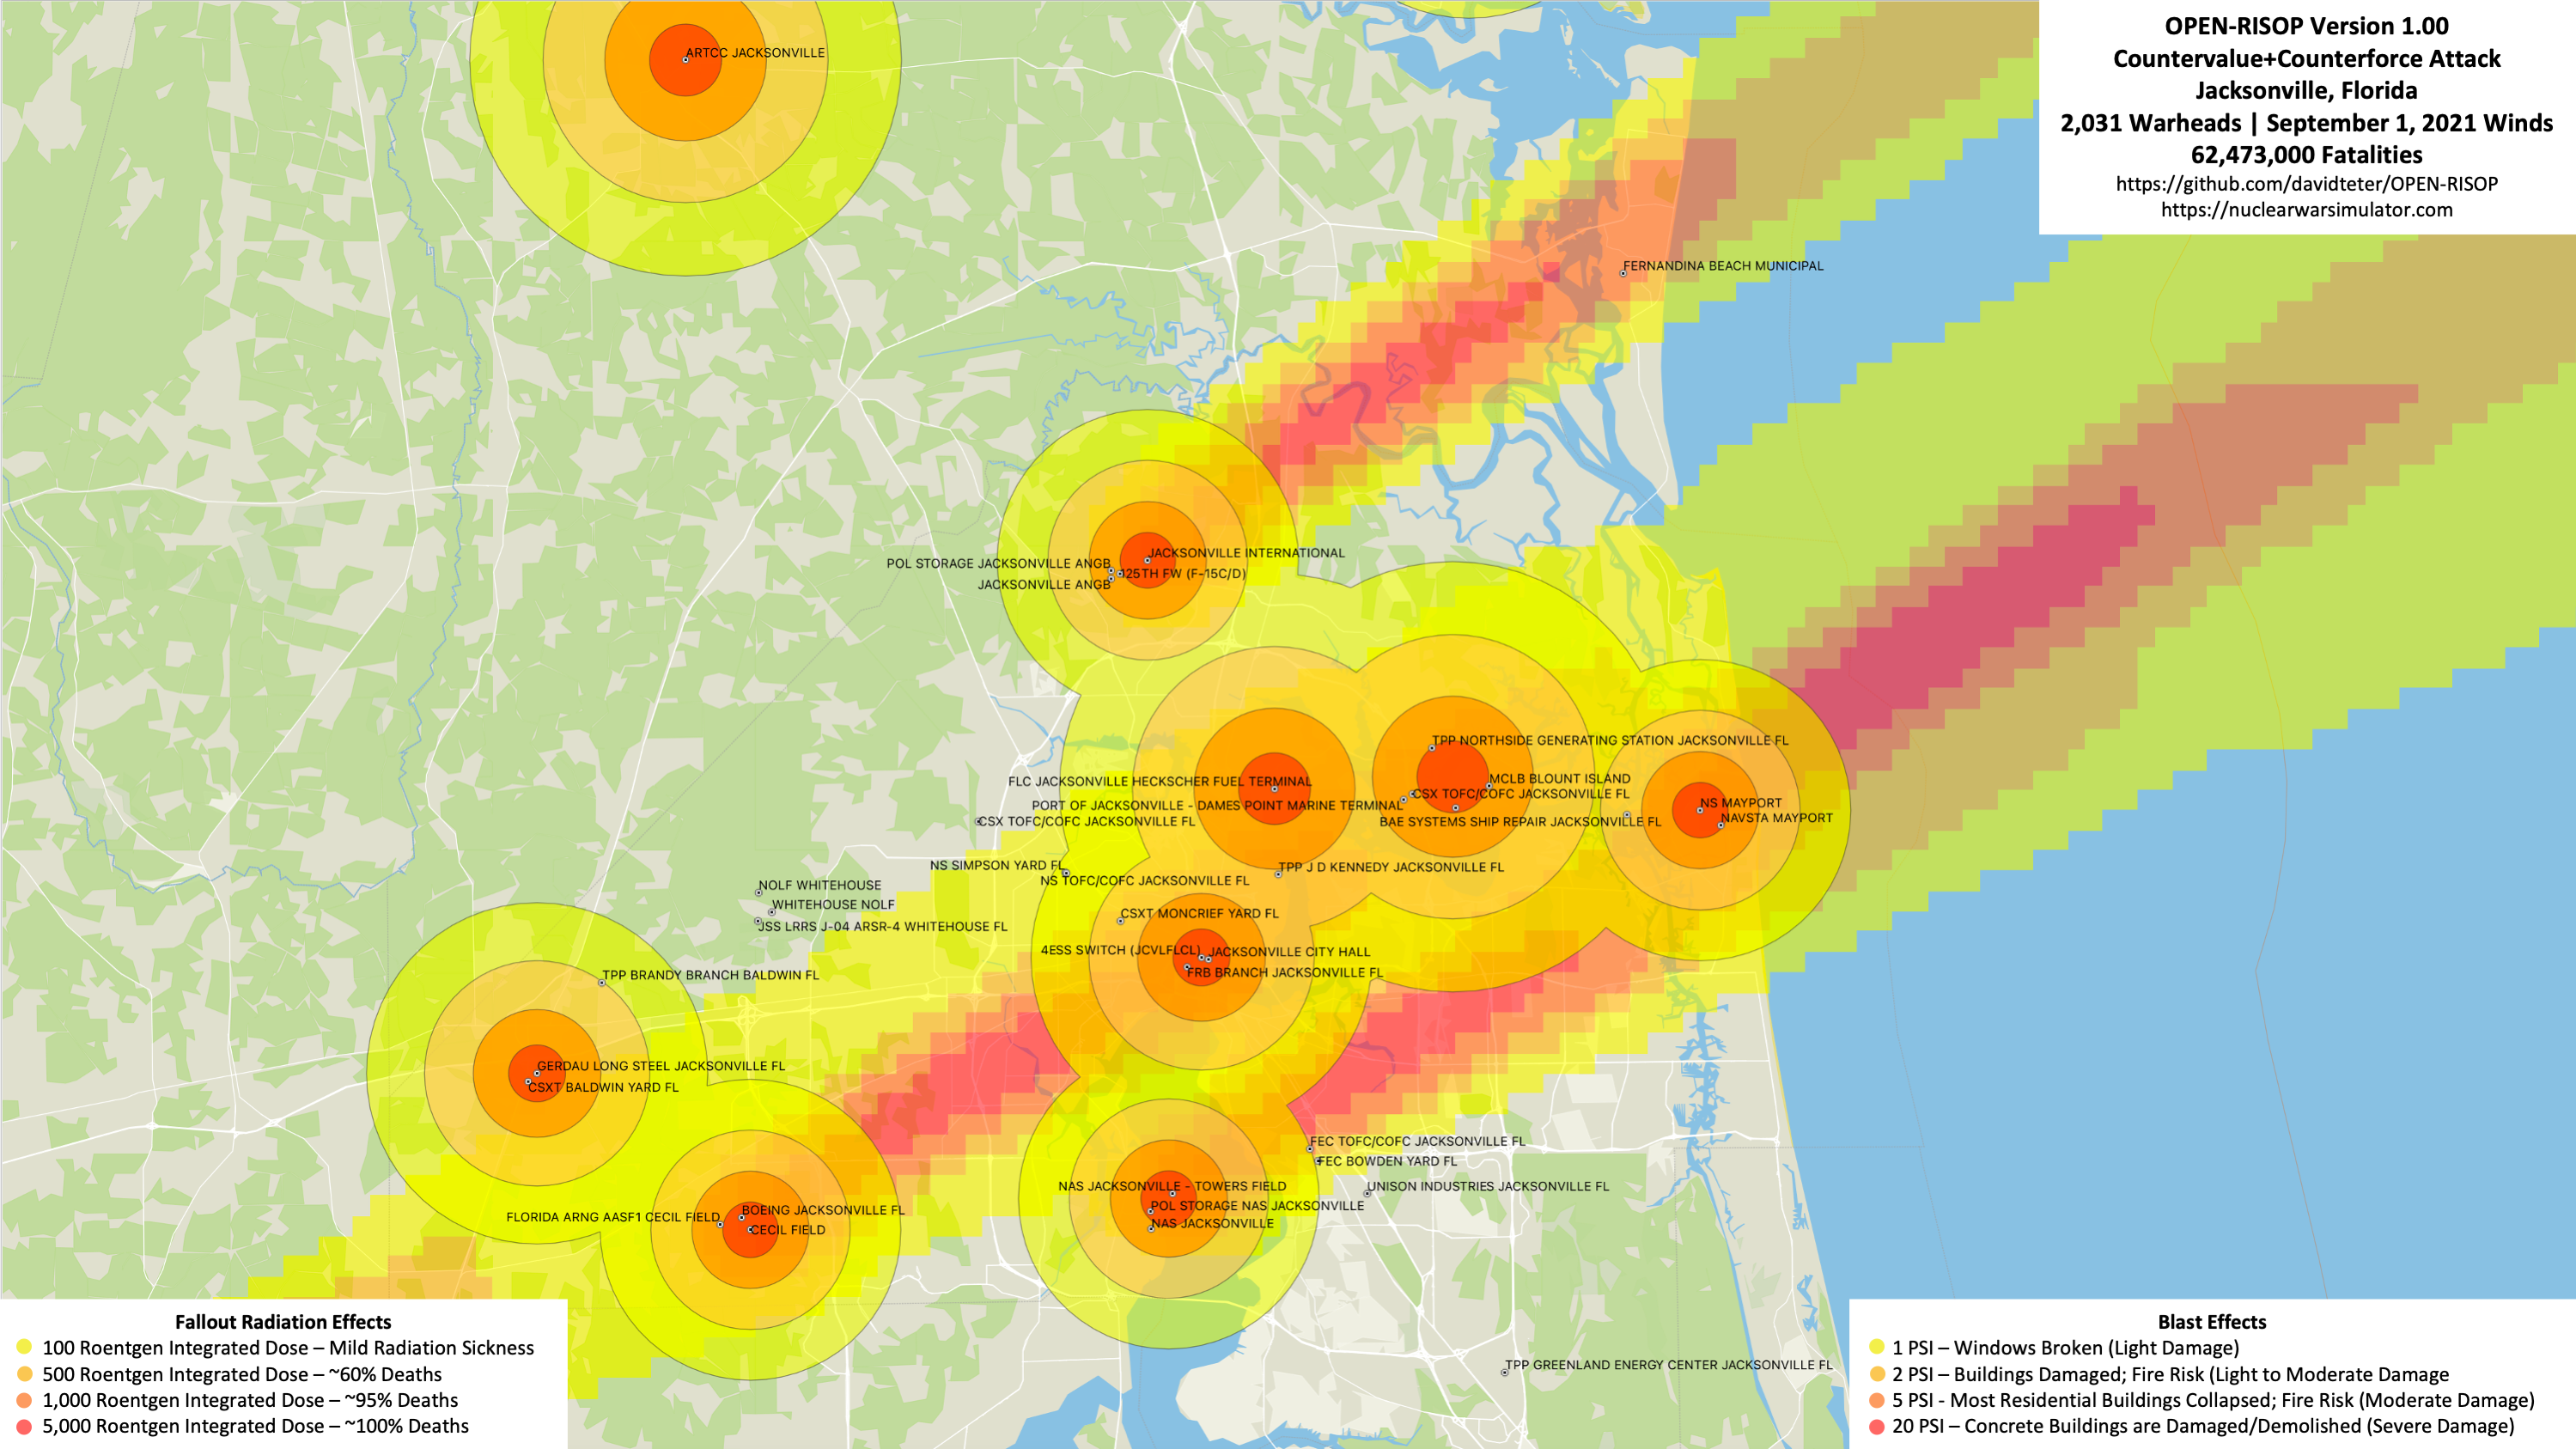 OPEN-RISOP Version 1.00
Countervalue+Counterforce Attack
Jacksonville, Florida
2,031 Warheads | September 1, 2021 Winds
62,473,000 Fatalities
https://github.com/davidteter/OPEN-RISOP
https://nuclearwarsimulator.com
ARTCC JACKSONVILLE
FERNANDINA BEACH MUNICIPAL
JACKSONVILLE INTERNATIONAL
POL STORAGE JACKSONVILLE ANGB
125TH FW (F-15C/D)
JACKSONVILLE ANGB
TPP NORTHSIDE GENERATING STATION JACKSONVILLE FL
FLC JACKSONVILLE HECKSCHER FUEL TERMINAL
MCLB BLOUNT ISLAND
CSX TOFC/COFC JACKSONVILLE FL
PORT OF JACKSONVILLE - DAMES POINT MARINE TERMINAL
NS MAYPORT
NAVSTA MAYPORT
CSX TOFC/COFC JACKSONVILLE FL
BAE SYSTEMS SHIP REPAIR JACKSONVILLE FL
NS SIMPSON YARD FL
TPP J D KENNEDY JACKSONVILLE FL
NS TOFC/COFC JACKSONVILLE FL
NOLF WHITEHOUSE
WHITEHOUSE NOLF
JSS LRRS J-04 ARSR-4 WHITEHOUSE FL
CSXT MONCRIEF YARD FL
4ESS SWITCH (JCVLFLCL)
JACKSONVILLE CITY HALL
FRB BRANCH JACKSONVILLE FL
TPP BRANDY BRANCH BALDWIN FL
GERDAU LONG STEEL JACKSONVILLE FL
CSXT BALDWIN YARD FL
FEC TOFC/COFC JACKSONVILLE FL
FEC BOWDEN YARD FL
NAS JACKSONVILLE - TOWERS FIELD
UNISON INDUSTRIES JACKSONVILLE FL
POL STORAGE NAS JACKSONVILLE
NAS JACKSONVILLE
BOEING JACKSONVILLE FL
FLORIDA ARNG AASF1 CECIL FIELD
CECIL FIELD
TPP GREENLAND ENERGY CENTER JACKSONVILLE FL
Fallout Radiation Effects
100 Roentgen Integrated Dose – Mild Radiation Sickness
500 Roentgen Integrated Dose – ~60% Deaths
1,000 Roentgen Integrated Dose – ~95% Deaths
5,000 Roentgen Integrated Dose – ~100% Deaths
Blast Effects
1 PSI – Windows Broken (Light Damage)
2 PSI – Buildings Damaged; Fire Risk (Light to Moderate Damage
5 PSI - Most Residential Buildings Collapsed; Fire Risk (Moderate Damage)
20 PSI – Concrete Buildings are Damaged/Demolished (Severe Damage)